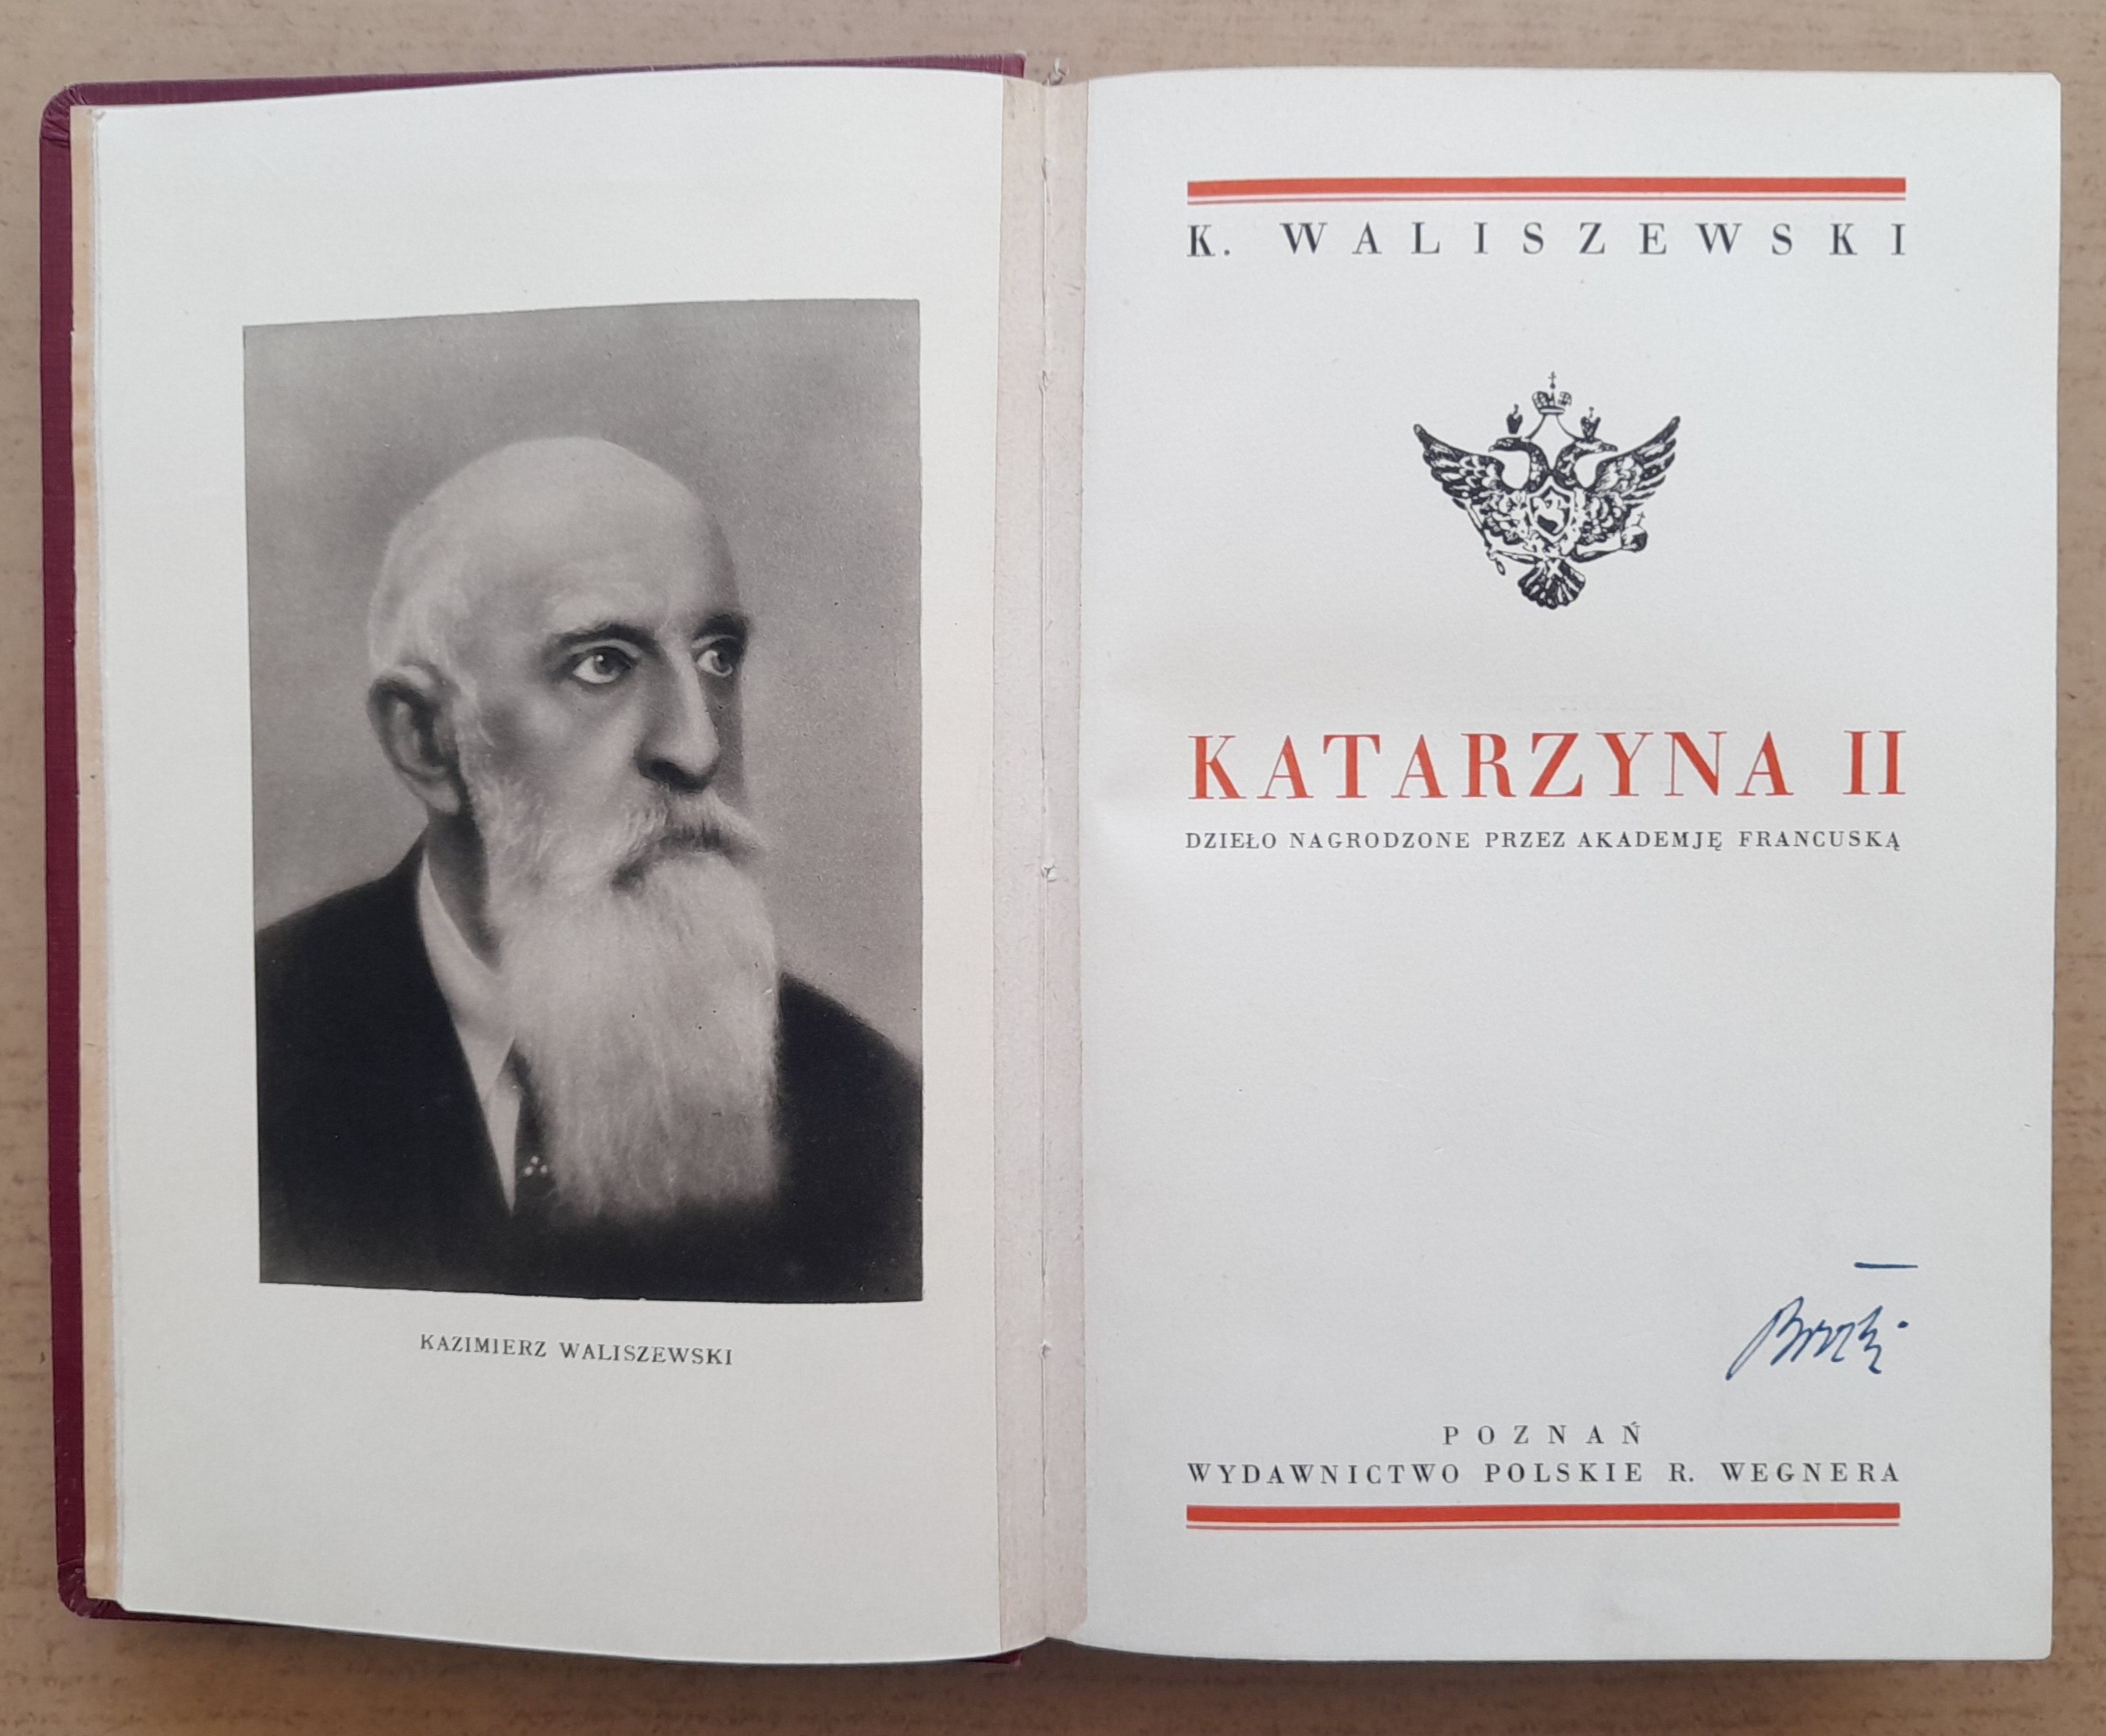 KAZIMIERZ WALISZEWSKI
K. WALISZEWSKI
KATARZYNA II
DZIEŁO NAGRODZONE PRZEZ AKADEMJĘ FRANCUSKĄ
POZNAŃ
WYDAWNICTWO POLSKIE R. WEGNERA